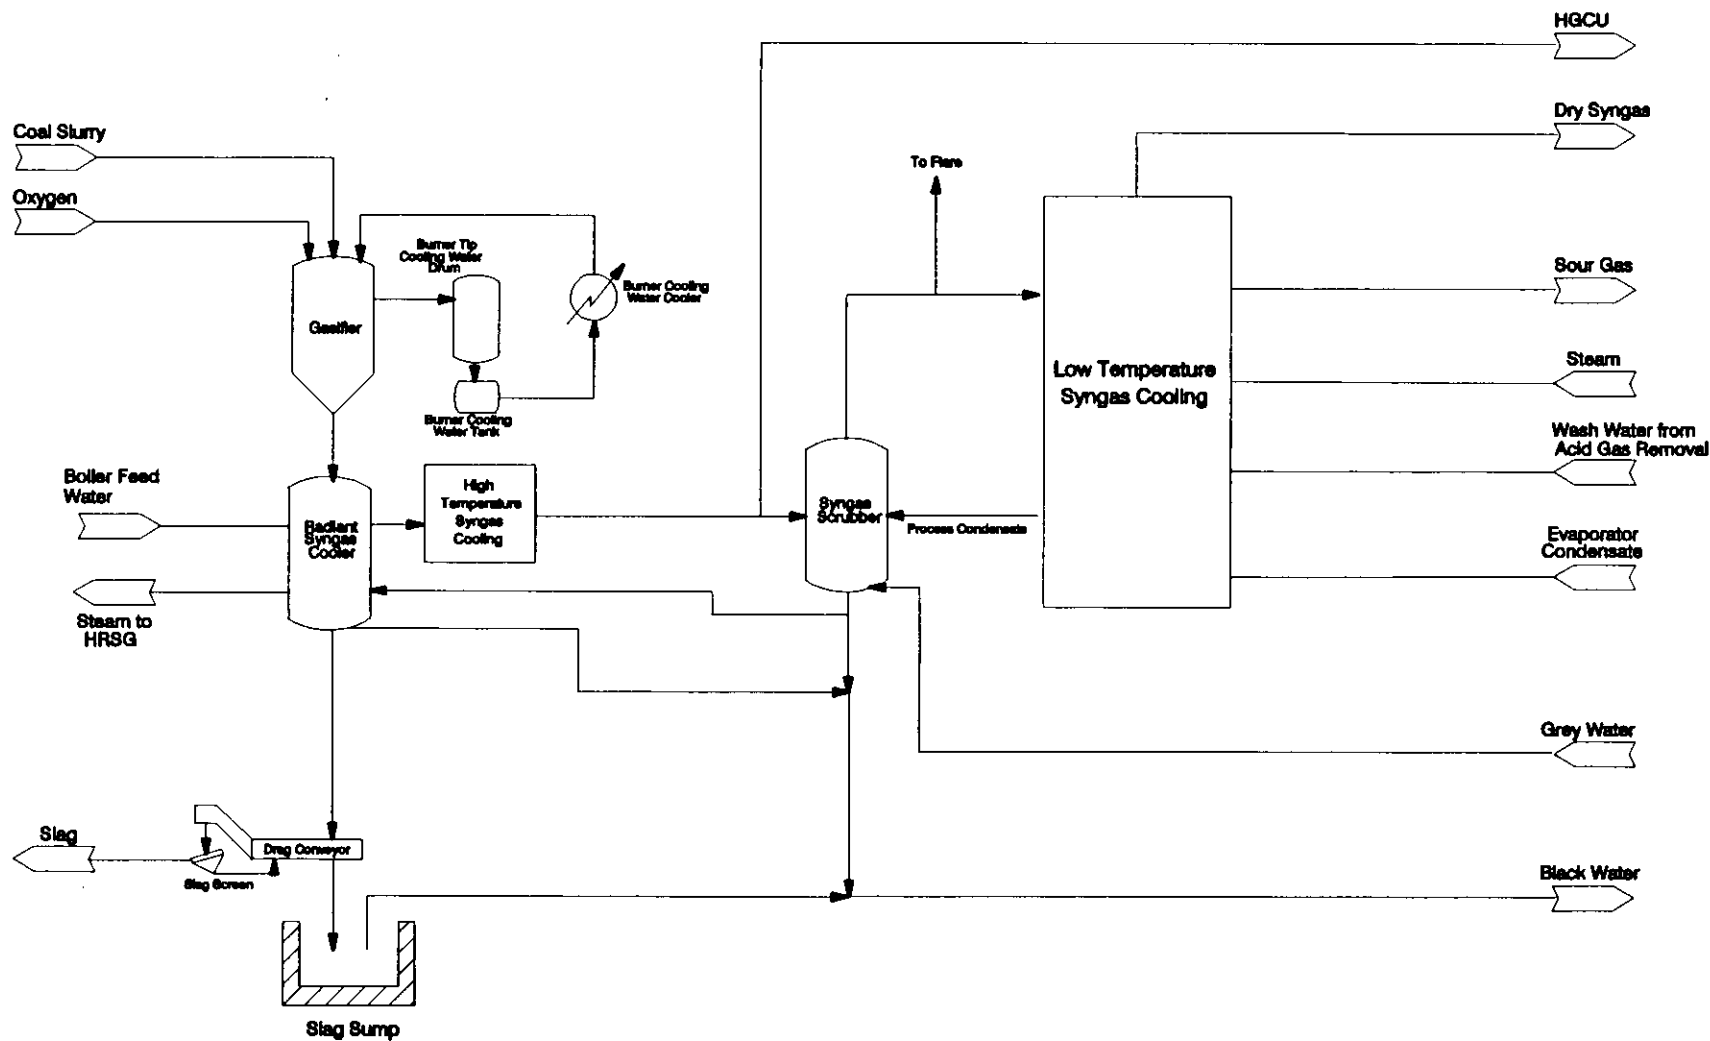 HGCU
Dry Syngas
Coal Slurry
To Flare
Oxygen
Burner Tip
Cooling Water
Drum
Sour Gas
Burner Cooling
Water Cooler
Gasifier
Steam
Low Temperature
Syngas Cooling
Burner Cooling
Water Tank
Wash Water from
Acid Gas Removal
Boiler Feed
Water
High
Temperature
Syngas
Cooling
Syngas
Scrubber
Radiant
Syngas
Cooler
Process Condensate
Evaporator
Condensate
Steam to
HRSG
Grey Water
Slag
Drag Conveyor
Slag Screen
Black Water
Slag Sump